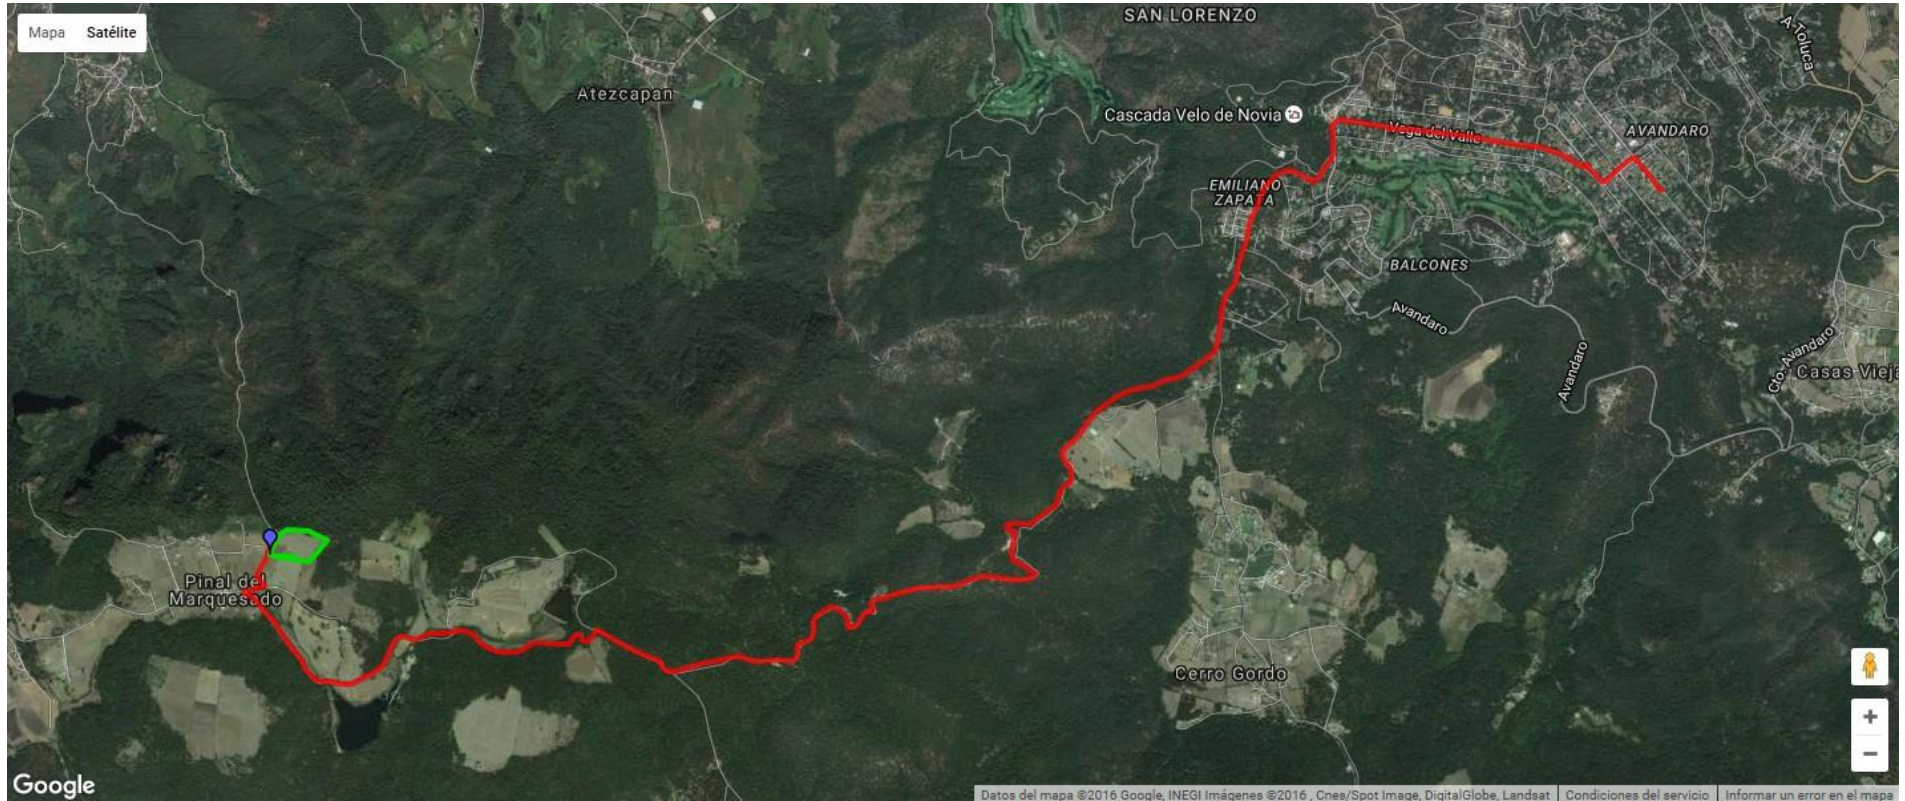 Mapa Satélite
SAN LORENZO
A Toluca
Atezcapan
Cascada Velo de Novia
Vega del Valle
AVANDARO
EMILIANO
ZAPATA
BALCONES
Avandaro
Avandaro
Cto. Avandaro
Casas Vieja
Pinal del
Marquesado
Cerro Gordo
Google
Datos del mapa ©2016 Google, INEGI Imágenes ©2016 , Cnes/Spot Image, DigitalGlobe, Landsat Condiciones del servicio Informar un error en el mapa